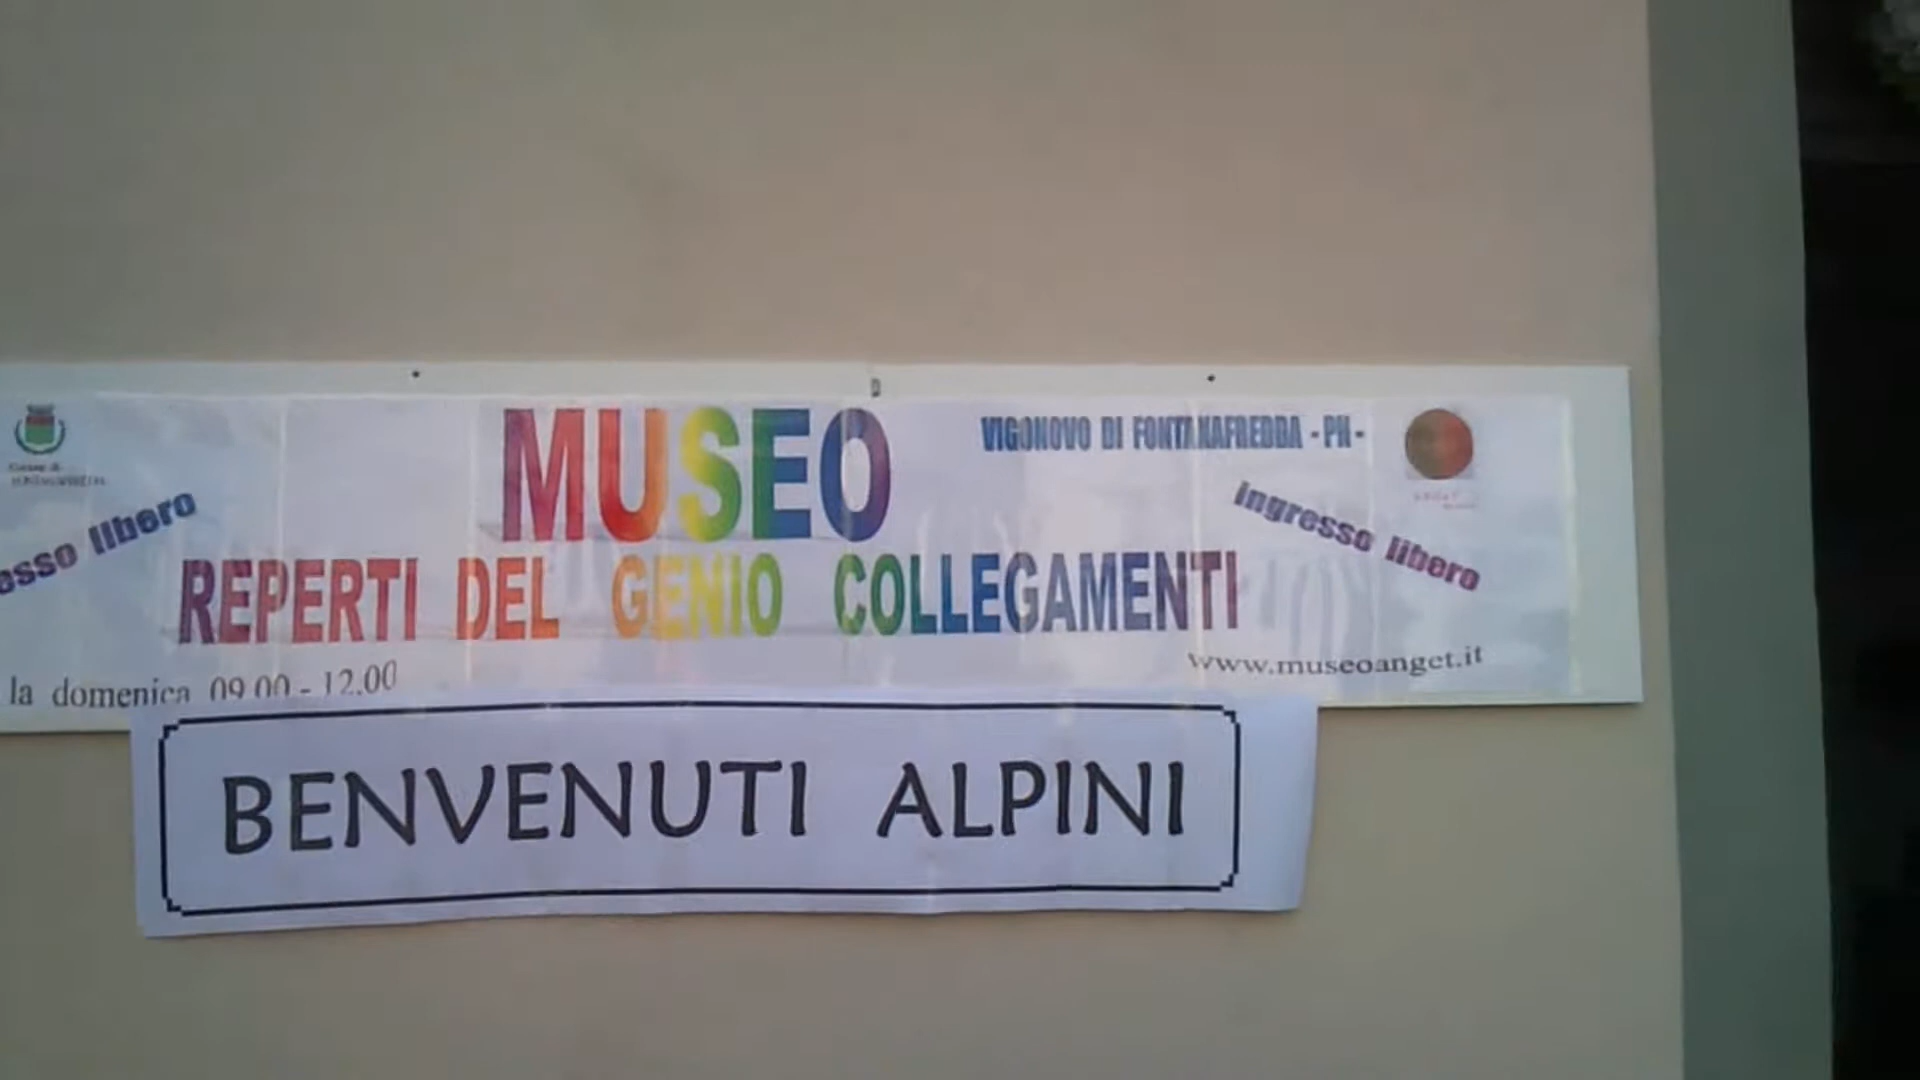 MUSEO
VIGONOVO DI FONTANAFREDDA - PN -
libero
ingresso libero
REPERTI DEL GENIO COLLEGAMENTI
la domenica 09.00 - 12.00
www.museoanget.it
BENVENUTI ALPINI